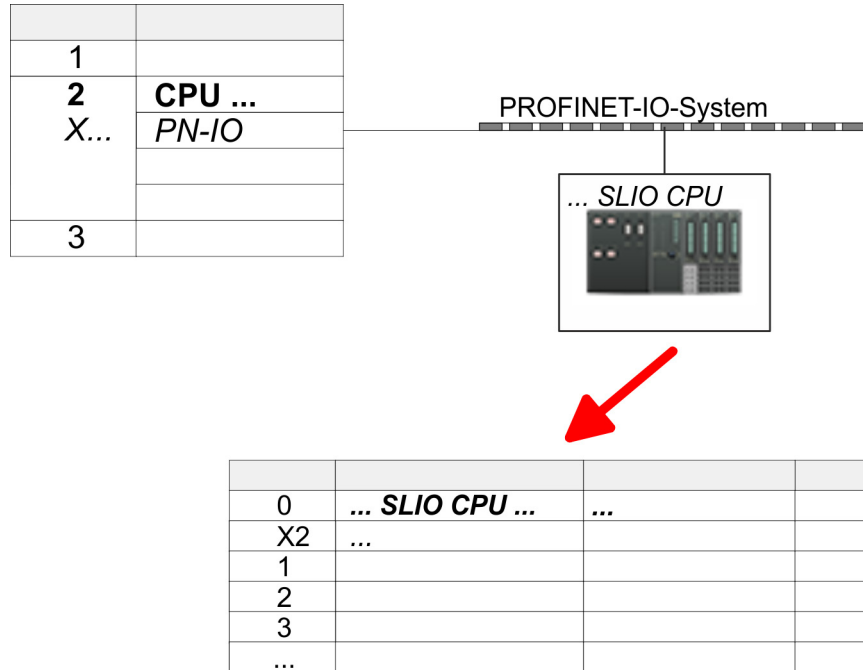 1
2 CPU ...
X... PN-IO
3
PROFINET-IO-System
... SLIO CPU
0 ... SLIO CPU ... ...
X2 ...
1
2
3
...